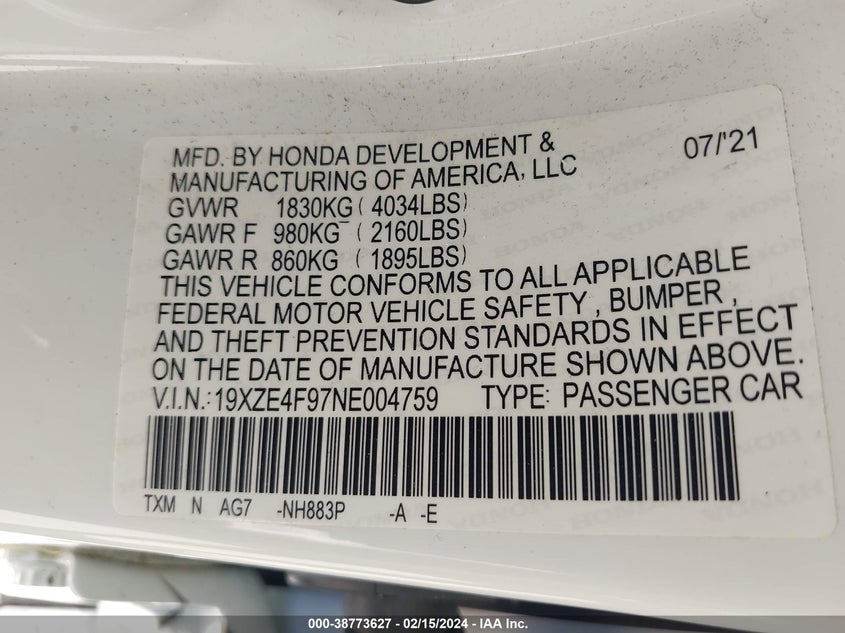 MFD. BY HONDA DEVELOPMENT & 07/'21
MANUFACTURING OF AMERICA, LLC
GVWR 1830KG (4034LBS)
GAWR F 980KG (2160LBS)
GAWR R 860KG (1895LBS)
THIS VEHICLE CONFORMS TO ALL APPLICABLE
FEDERAL MOTOR VEHICLE SAFETY , BUMPER ,
AND THEFT PREVENTION STANDARDS IN EFFECT
ON THE DATE OF MANUFACTURE SHOWN ABOVE.
V.I.N.:19XZE4F97NE004759 TYPE: PASSENGER CAR
TXM N AG7 -NH883P -A -E
000-38773627 - 02/15/2024 - IAA Inc.